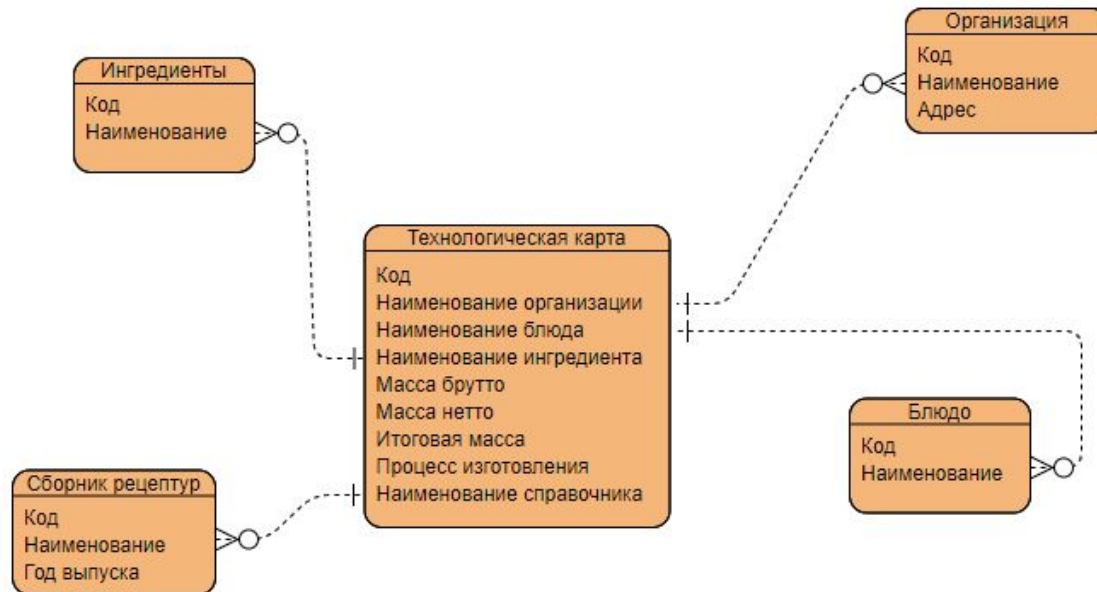 Ингредиенты
Код
Наименование
Организация
Код
Наименование
Адрес
Технологическая карта
Код
Наименование организации
Наименование блюда
Наименование ингредиента
Масса брутто
Масса нетто
Итоговая масса
Процесс изготовления
Наименование справочника
Блюдо
Код
Наименование
Сборник рецептур
Код
Наименование
Год выпуска